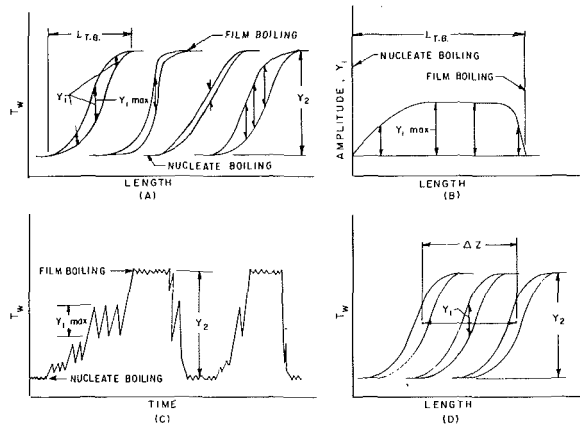 L T.B.
FILM BOILING
Y1
Y1 max
Y2
NUCLEATE BOILING
TW
LENGTH
(A)
L T.B.
NUCLEATE BOILING
FILM BOILING
Y1 max
AMPLITUDE, Y1
LENGTH
(B)
FILM BOILING
Y1 max
Y2
NUCLEATE BOILING
TW
TIME
(C)
Δ Z
Y1
Y2
TW
LENGTH
(D)